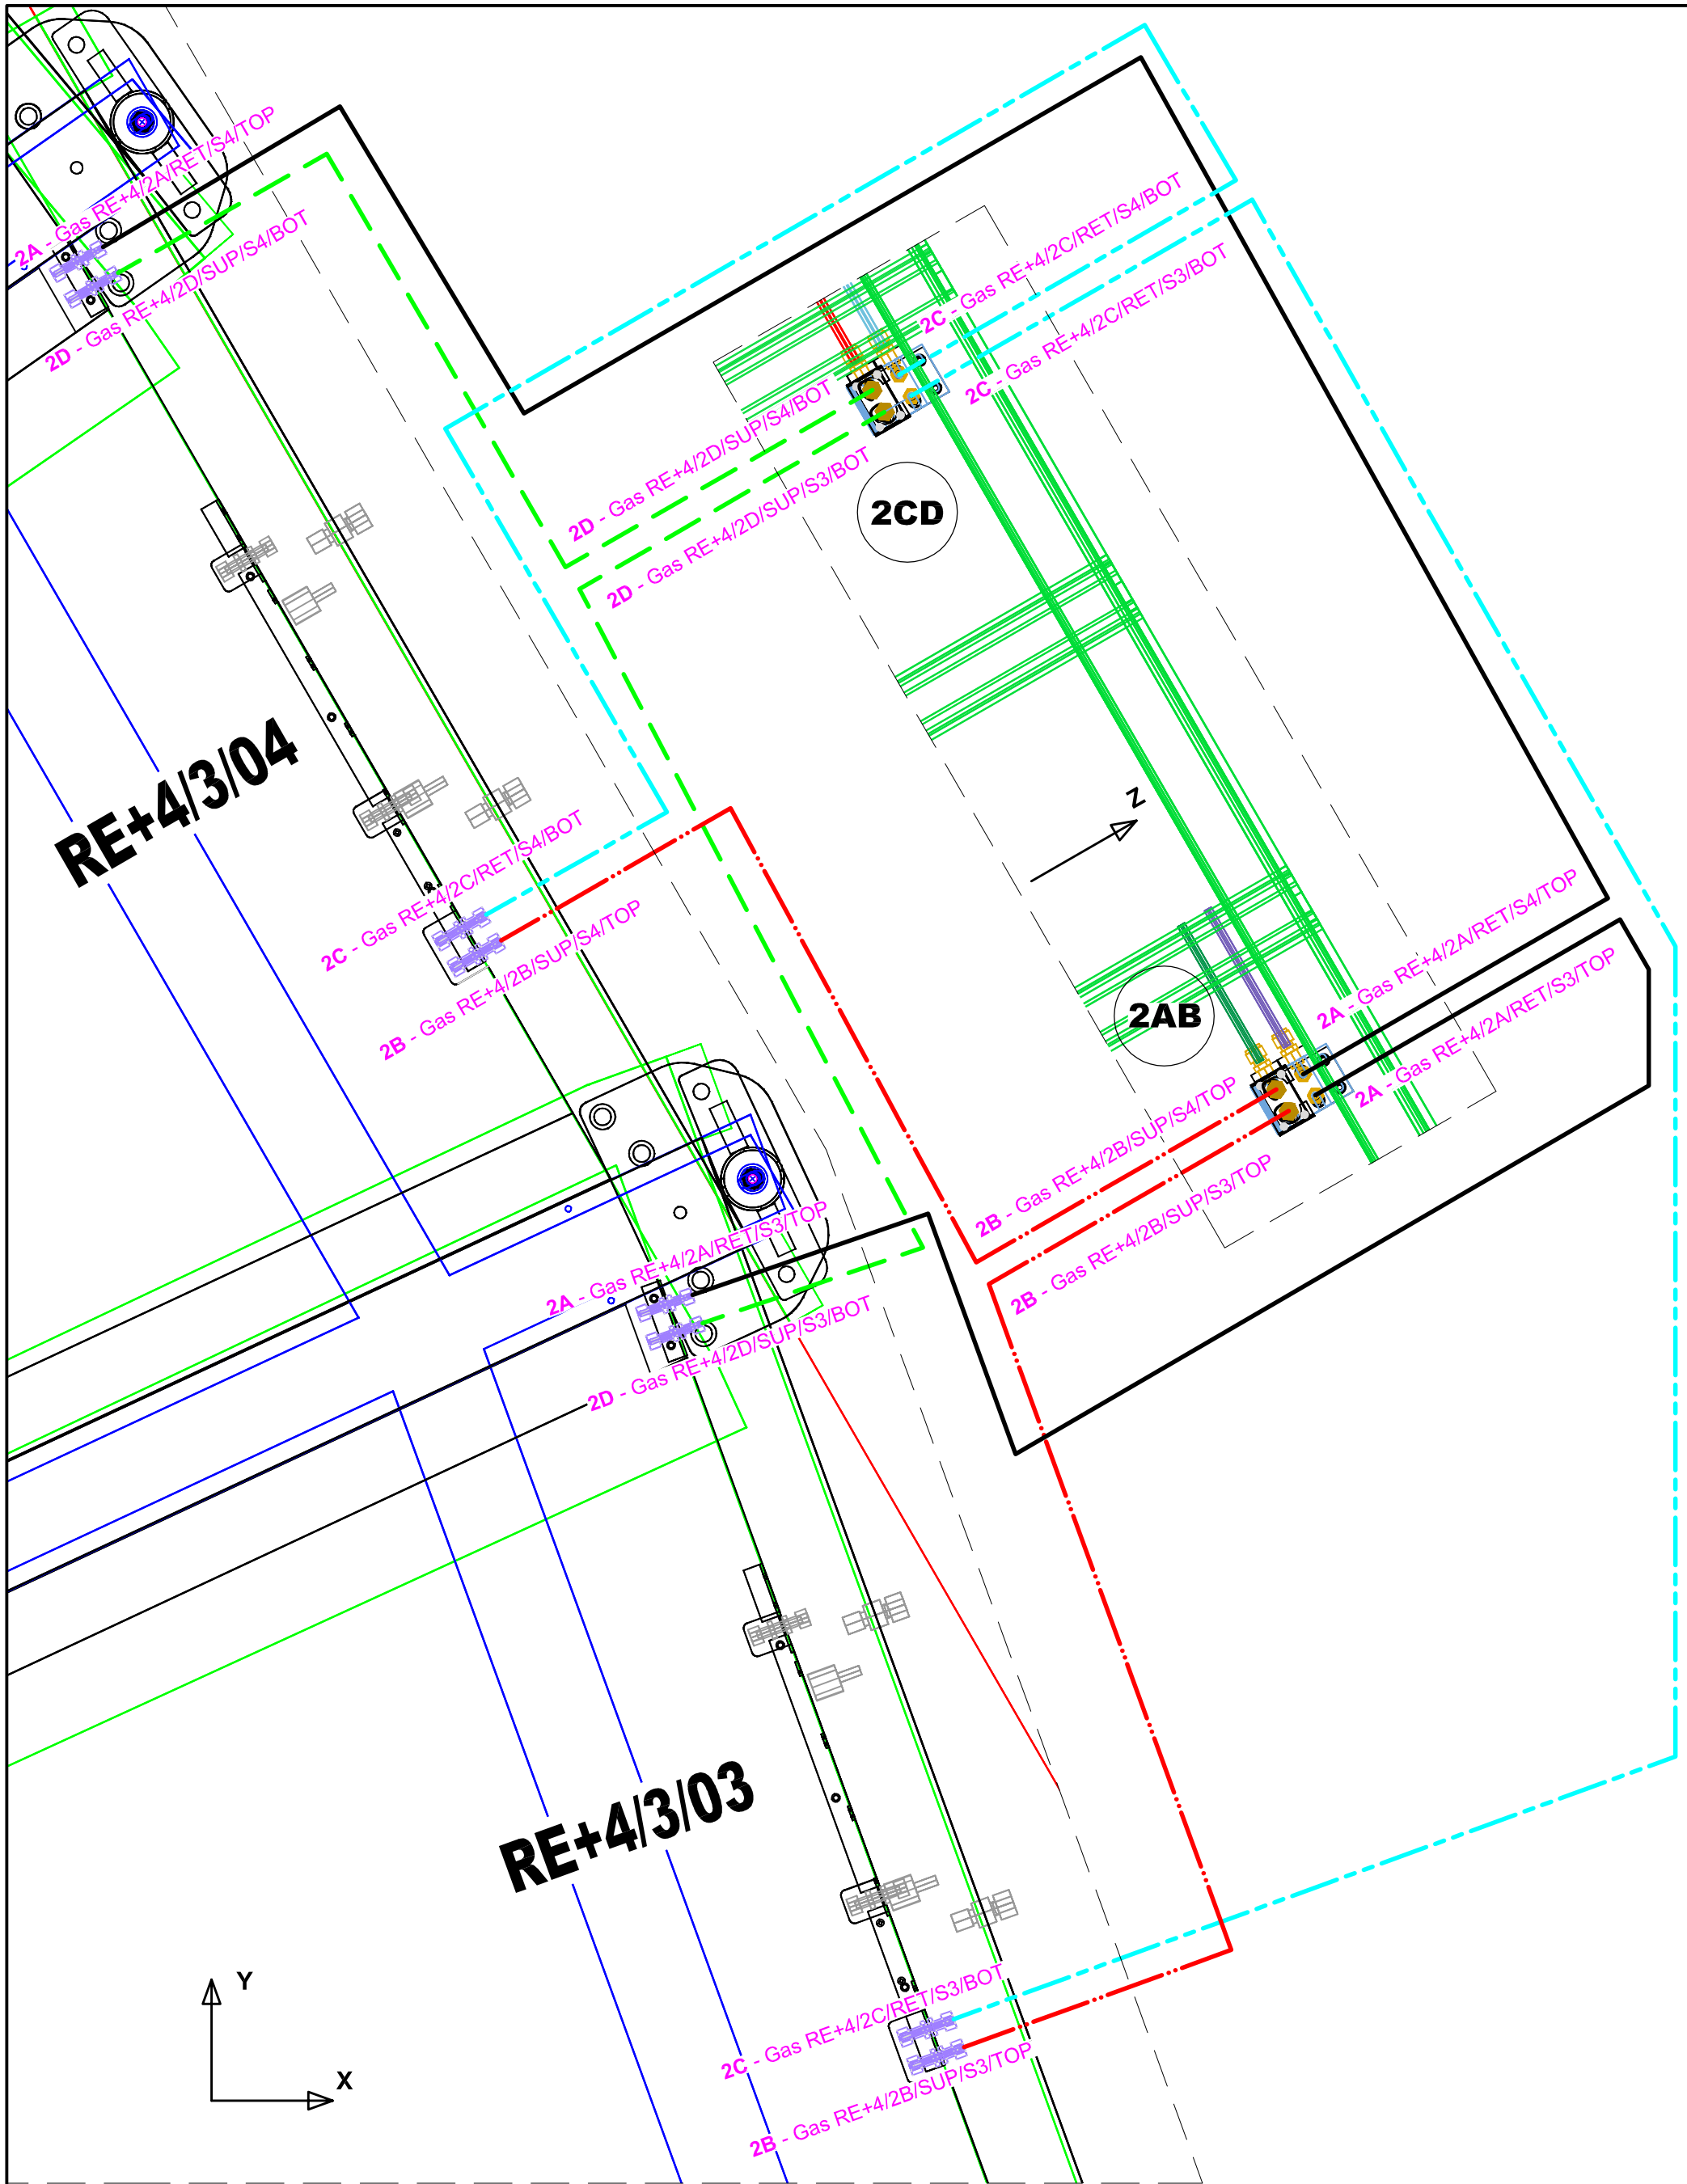 2A - Gas RE+4/2A/RET/S4/TOP
2D - Gas RE+4/2D/SUP/S4/BOT
2C - Gas RE+4/2C/RET/S4/BOT
2C - Gas RE+4/2C/RET/S3/BOT
2D - Gas RE+4/2D/SUP/S4/BOT
2D - Gas RE+4/2D/SUP/S3/BOT
2CD
RE+4/3/04
Z
2C - Gas RE+4/2C/RET/S4/BOT
2B - Gas RE+4/2B/SUP/S4/TOP
2AB
2A - Gas RE+4/2A/RET/S4/TOP
2A - Gas RE+4/2A/RET/S3/TOP
2B - Gas RE+4/2B/SUP/S4/TOP
2B - Gas RE+4/2B/SUP/S3/TOP
2A - Gas RE+4/2A/RET/S3/TOP
2D - Gas RE+4/2D/SUP/S3/BOT
RE+4/3/03
Y
X
2C - Gas RE+4/2C/RET/S3/BOT
2B - Gas RE+4/2B/SUP/S3/TOP